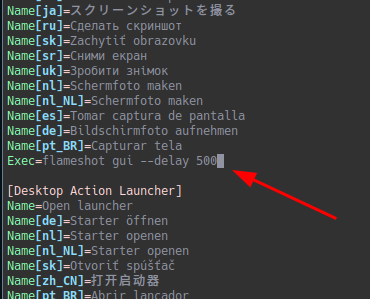 Name[ja]=スクリーンショットを撮る
Name[ru]=Сделать скриншот
Name[sk]=Zachytiť obrazovku
Name[sr]=Сними екран
Name[uk]=Зробити знімок
Name[nl]=Schermfoto maken
Name[nl_NL]=Schermfoto maken
Name[es]=Tomar captura de pantalla
Name[de]=Bildschirmfoto aufnehmen
Name[pt_BR]=Capturar tela
Exec=flameshot gui --delay 500
[Desktop Action Launcher]
Name=Open launcher
Name[de]=Starter öffnen
Name[nl]=Starter openen
Name[nl_NL]=Starter openen
Name[sk]=Otvoriť spúšťač
Name[zh_CN]=打开启动器
Name[pt_BR]=Abrir lançador